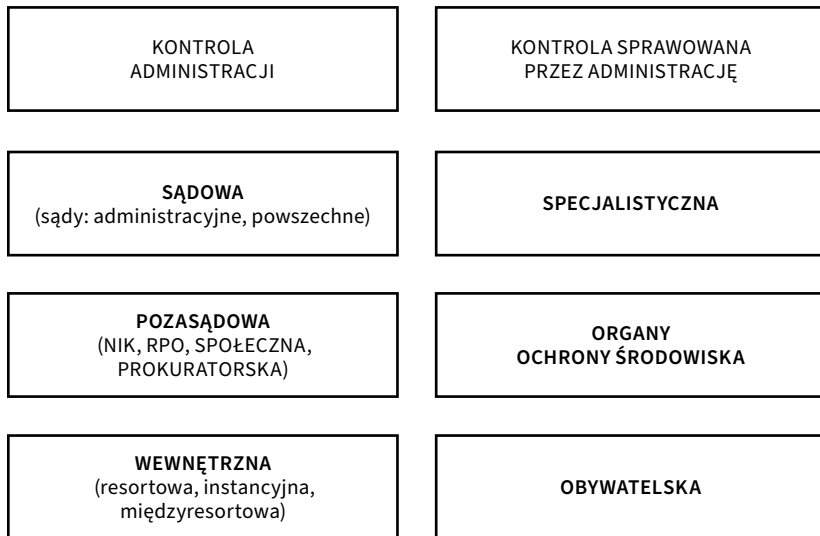 KONTROLA
ADMINISTRACJI
KONTROLA SPRAWOWANA
PRZEZ ADMINISTRACJĘ
SĄDOWA
(sądy: administracyjne, powszechne)
SPECJALISTYCZNA
POZASĄDOWA
(NIK, RPO, SPOŁECZNA,
PROKURATORSKA)
ORGANY
OCHRONY ŚRODOWISKA
WEWNĘTRZNA
(resortowa, instancyjna,
międzyresortowa)
OBYWATELSKA